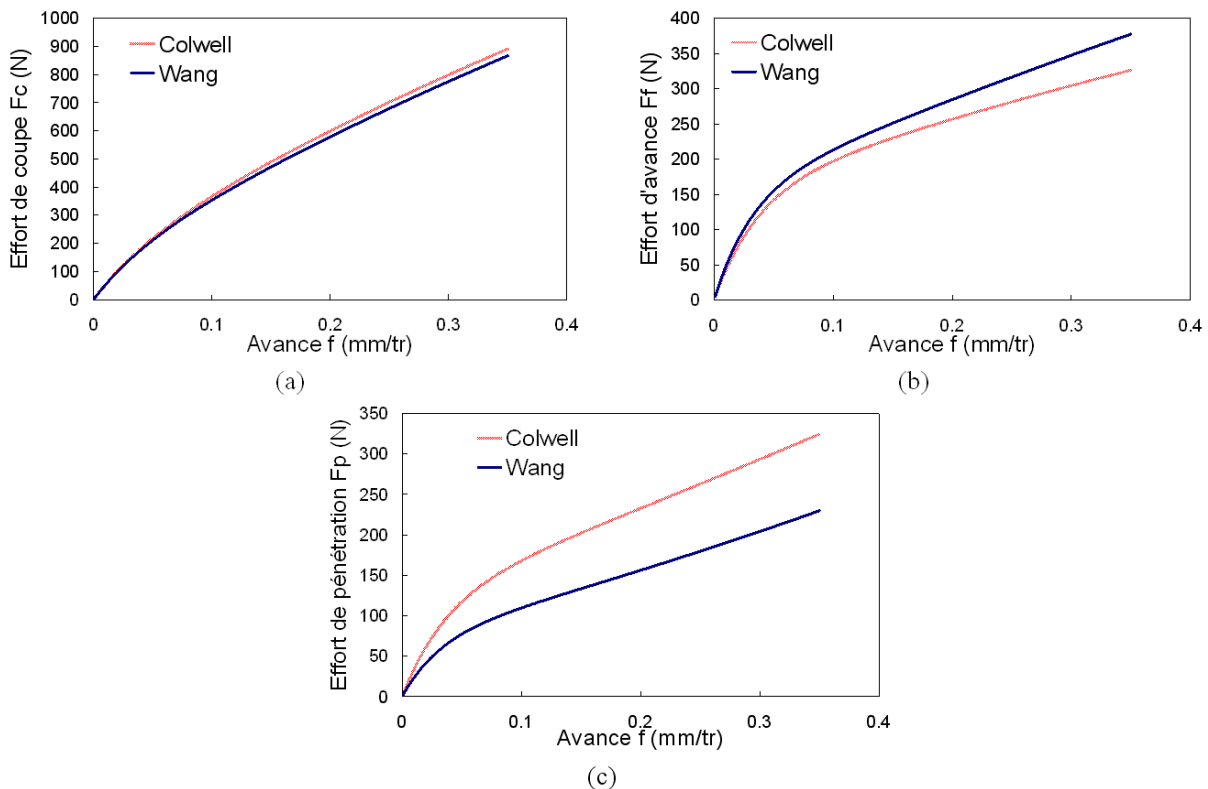 1000
900
800
700
600
500
400
300
200
100
0
Effort de coupe Fc (N)
Colwell
Wang
0 0.1 0.2 0.3 0.4
Avance f (mm/tr)
(a)
400
350
300
250
200
150
100
50
0
Effort d'avance Ff (N)
Colwell
Wang
0 0.1 0.2 0.3 0.4
Avance f (mm/tr)
(b)
350
300
250
200
150
100
50
0
Effort de pénétration Fp (N)
Colwell
Wang
0 0.1 0.2 0.3 0.4
Avance f (mm/tr)
(c)